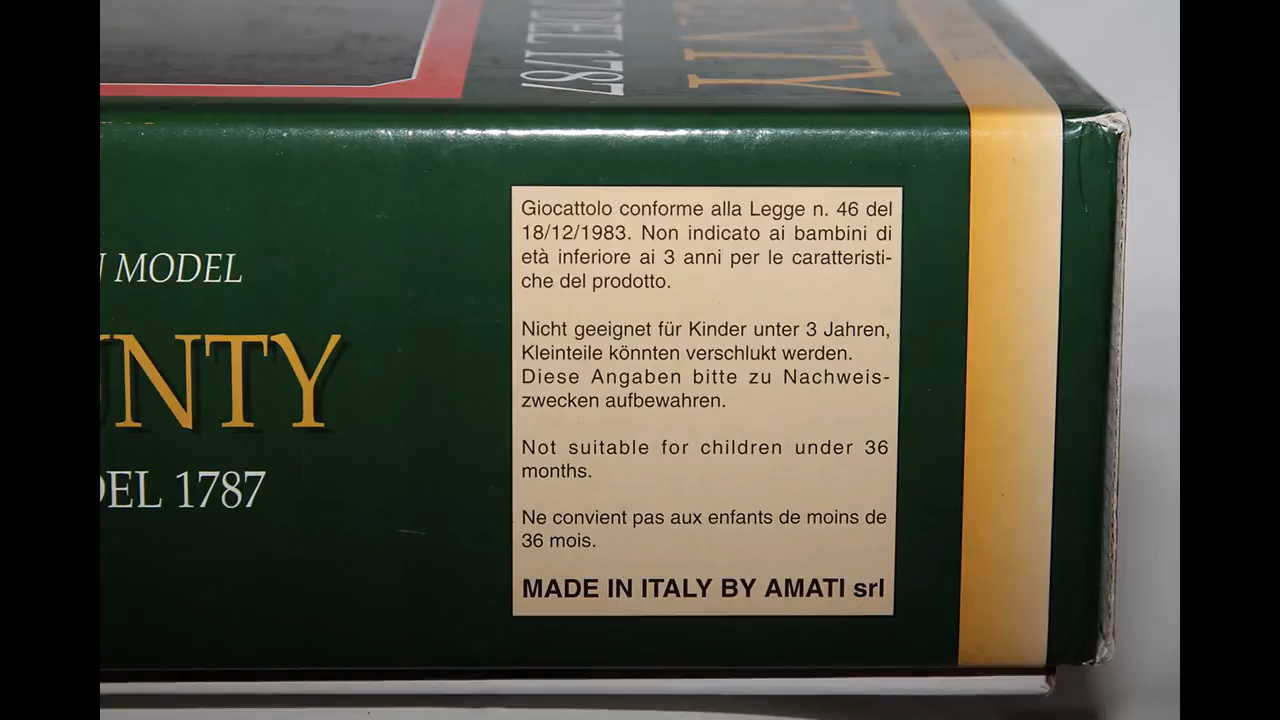 DEL 1787
MODEL
UNTY
DEL 1787
Giocattolo conforme alla Legge n. 46 del
18/12/1983. Non indicato ai bambini di
età inferiore ai 3 anni per le caratteristi-
che del prodotto.
Nicht geeignet für Kinder unter 3 Jahren,
Kleinteile könnten verschlukt werden.
Diese Angaben bitte zu Nachweis-
zwecken aufbewahren.
Not suitable for children under 36
months.
Ne convient pas aux enfants de moins de
36 mois.
MADE IN ITALY BY AMATI srl